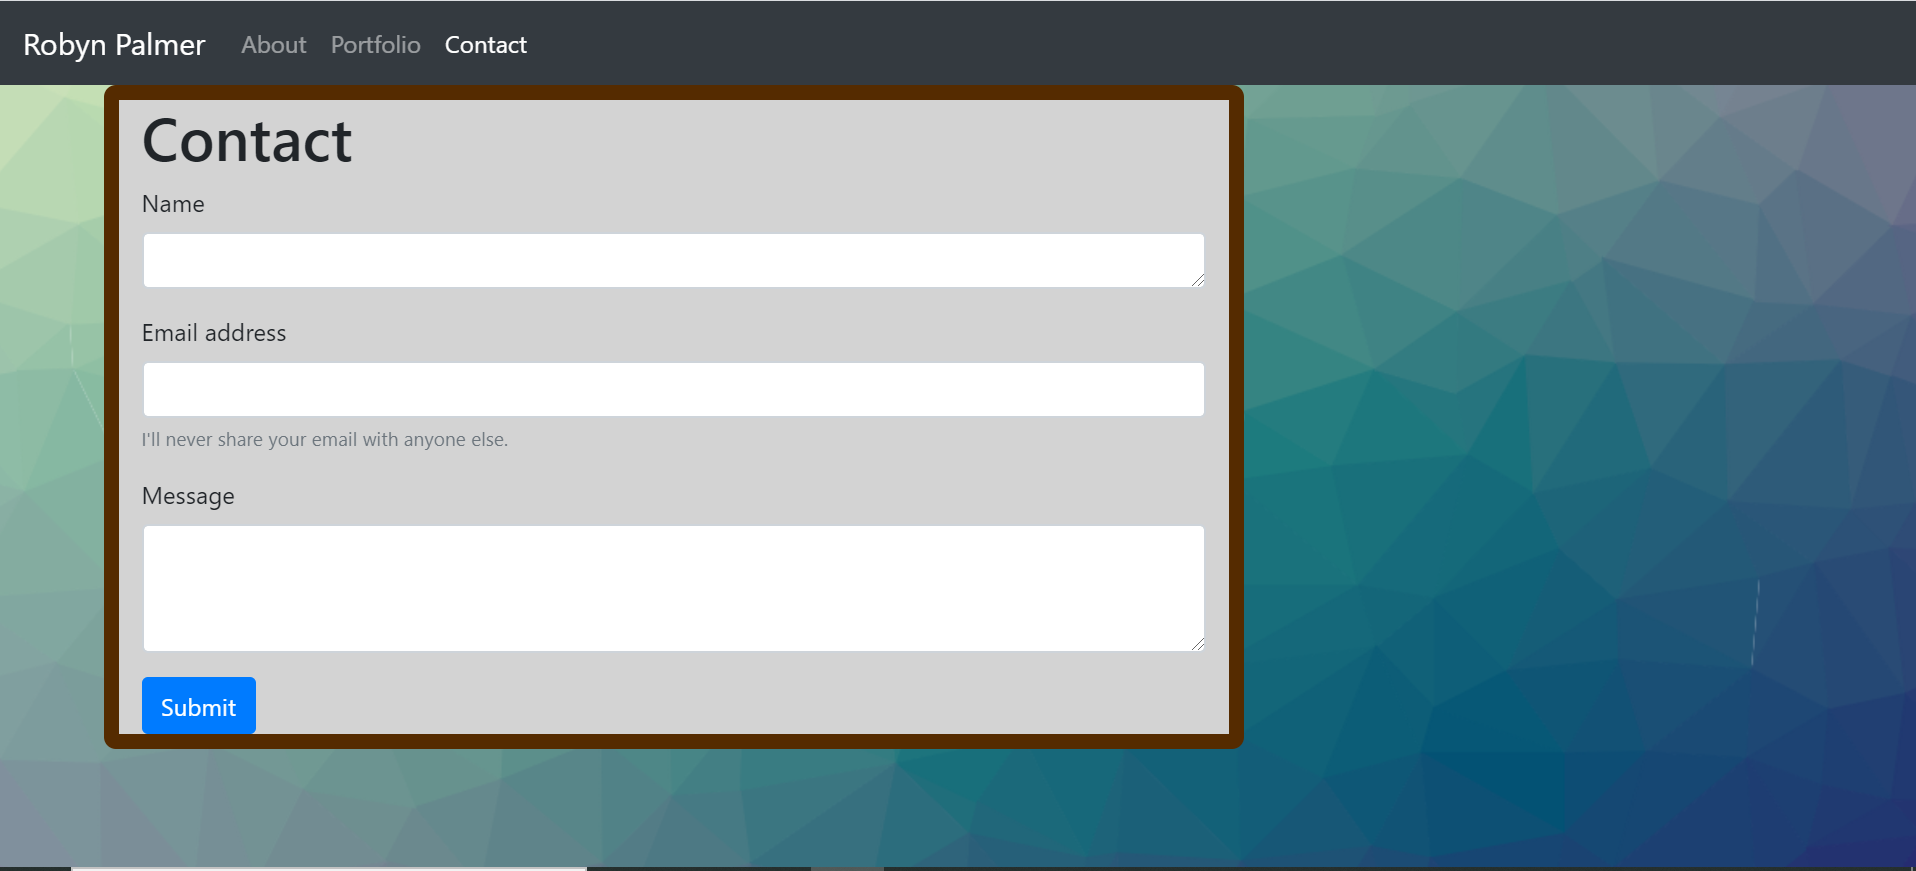 Robyn Palmer About Portfolio Contact
Contact
Name
Email address
I'll never share your email with anyone else.
Message
Submit